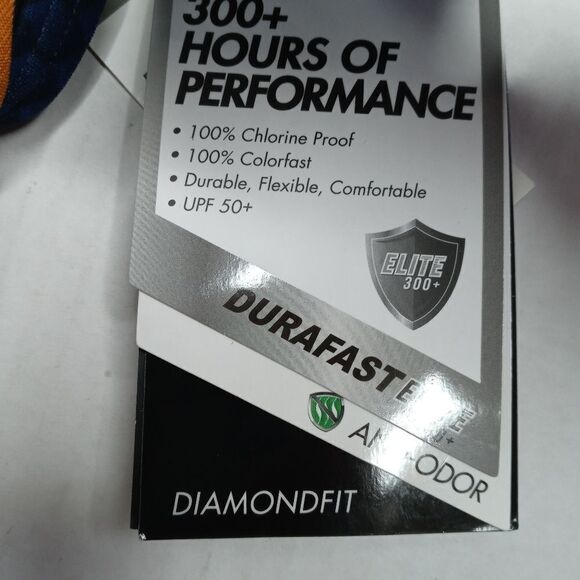 300+
HOURS OF
PERFORMANCE
• 100% Chlorine Proof
• 100% Colorfast
• Durable, Flexible, Comfortable
• UPF 50+
ELITE
300+
DURAFAST
DIAMONDFIT